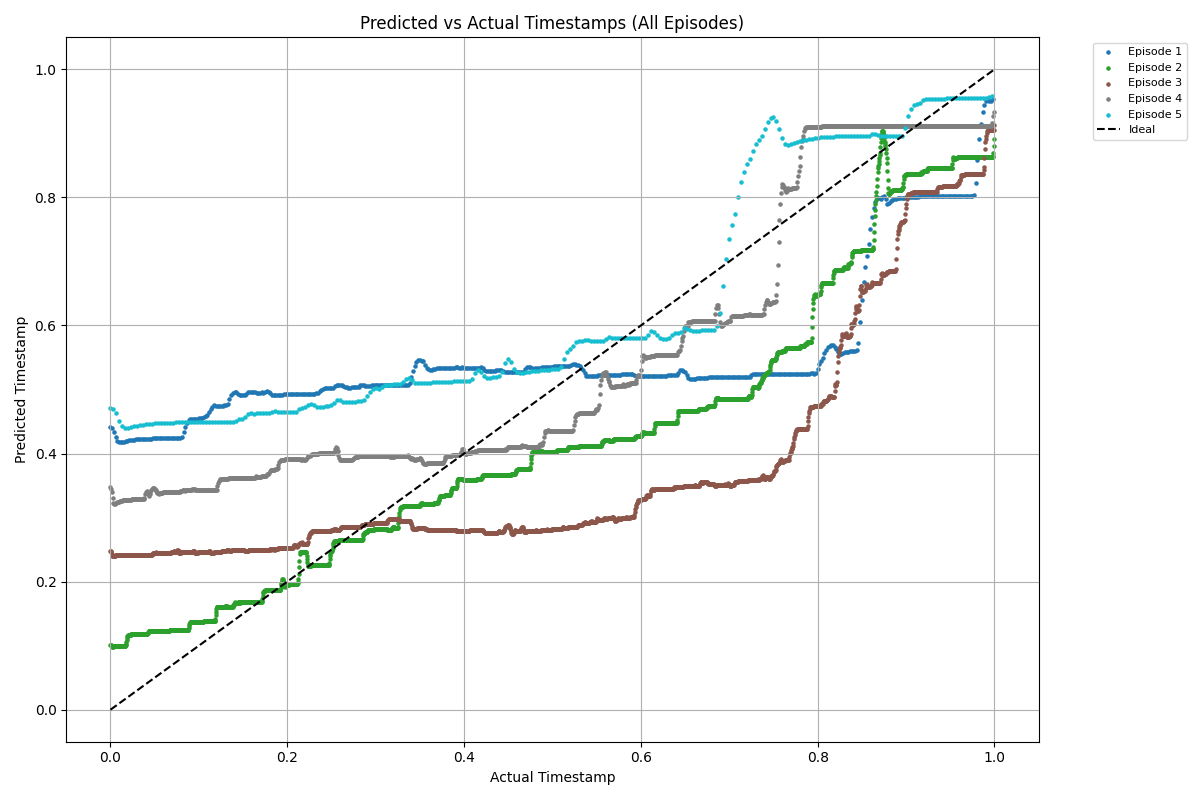 Predicted vs Actual Timestamps (All Episodes)
Episode 1
Episode 2
Episode 3
Episode 4
Episode 5
Ideal
Predicted Timestamp
1.0
0.8
0.6
0.4
0.2
0.0
0.0 0.2 0.4 0.6 0.8 1.0
Actual Timestamp